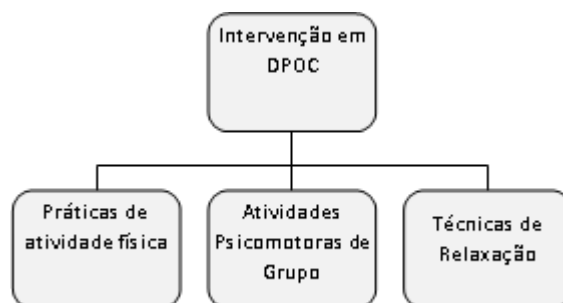 Intervenção em
DPOC
Práticas de
atividade física
Atividades
Psicomotoras de
Grupo
Técnicas de
Relaxação